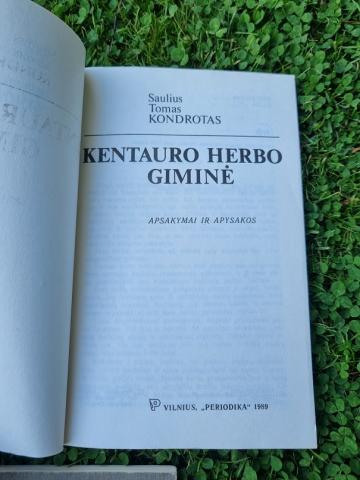 Saulius
Tomas
KONDROTAS
KENTAURO HERBO
GIMINĖ
APSAKYMAI IR APYSAKOS
VILNIUS, „PERIODIKA“ 1989